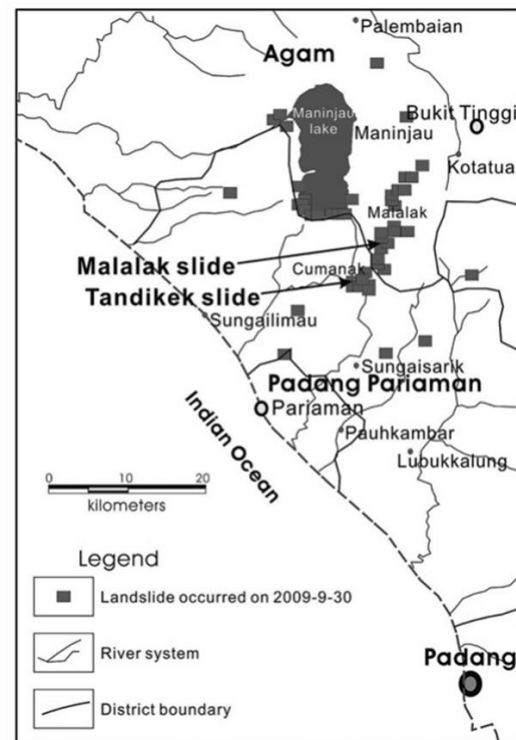 Palembaian
Agam
Maninjau
lake
Bukit Tinggi
Maninjau
Kotatua
Malalak
Malalak slide
Cumanak
Tandikek slide
Sungailimau
Sungaisarik
Padang Pariaman
Pariaman
Pauhkambar
Lubukkalung
Indian Ocean
0 10 20
kilometers
Legend
Landslide occurred on 2009-9-30
River system
District boundary
Padang